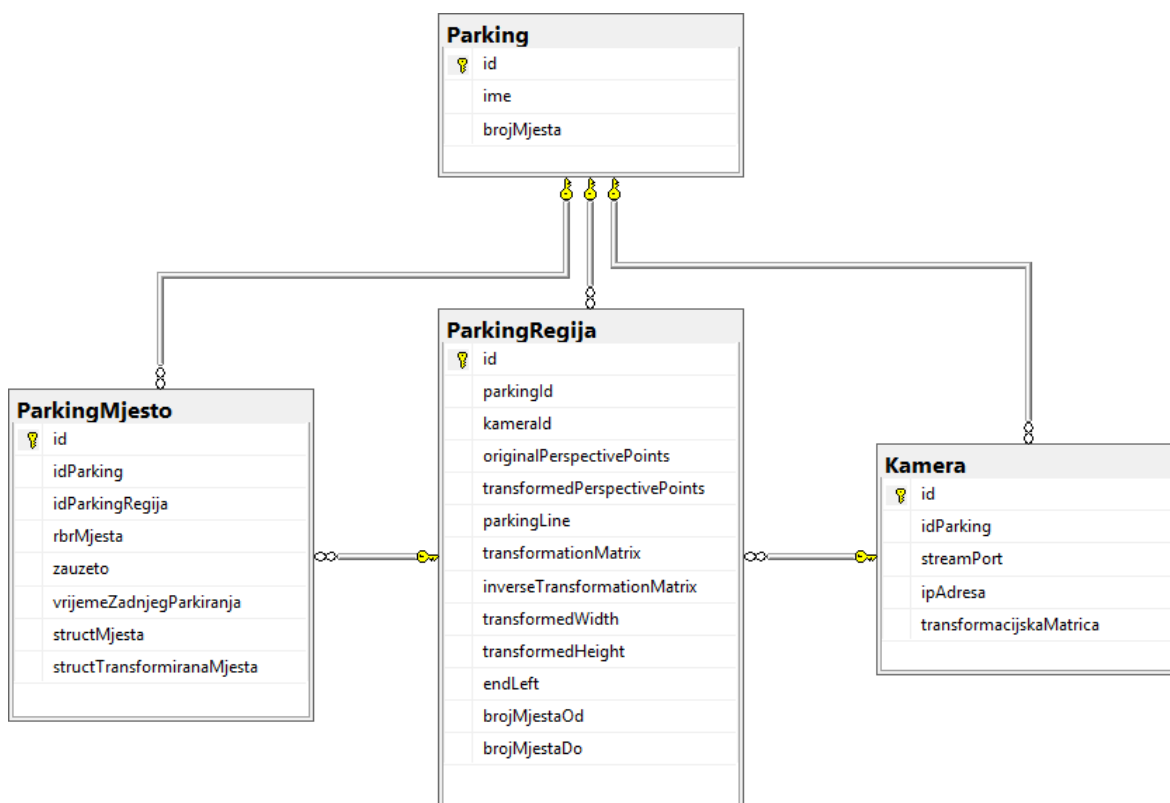 Parking
id
ime
brojMjesta
ParkingRegija
id
parkingId
kameraId
originalPerspectivePoints
transformedPerspectivePoints
parkingLine
transformationMatrix
inverseTransformationMatrix
transformedWidth
transformedHeight
endLeft
brojMjestaOd
brojMjestaDo
ParkingMjesto
id
idParking
idParkingRegija
rbrMjesta
zauzeto
vrijemeZadnjegParkiranja
structMjesta
structTransformiranaMjesta
Kamera
id
idParking
streamPort
ipAdresa
transformacijskaMatrica